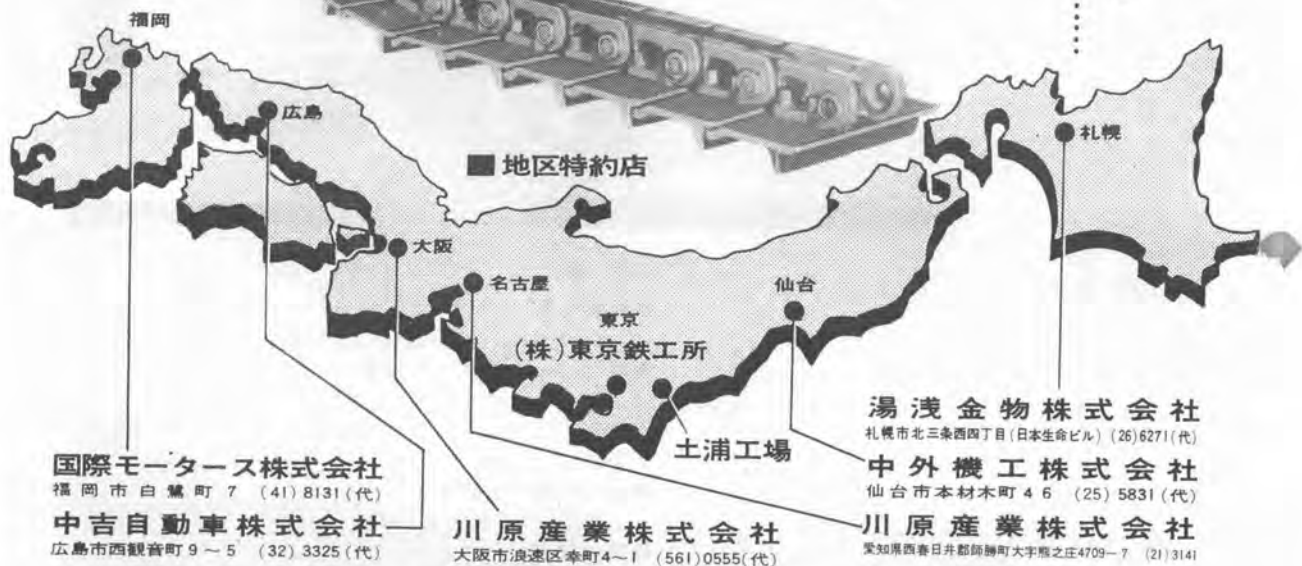 福岡
広島
■ 地区特約店
札幌
大阪
名古屋
仙台
東京
(株)東京鉄工所
土浦工場
国際モータース株式会社
福岡市白鷺町7 (41)8131(代)
中吉自動車株式会社
広島市西観音町9~5 (32)3325(代)
川原産業株式会社
大阪市浪速区幸町4~1 (561)0555(代)
湯浅金物株式会社
札幌市北三条西四丁目(日本生命ビル) (26)6271(代)
中外機工株式会社
仙台市本材木町46 (25)5831(代)
川原産業株式会社
愛知県西春日井郡師勝町大字熊之庄4709-7 (21)3141